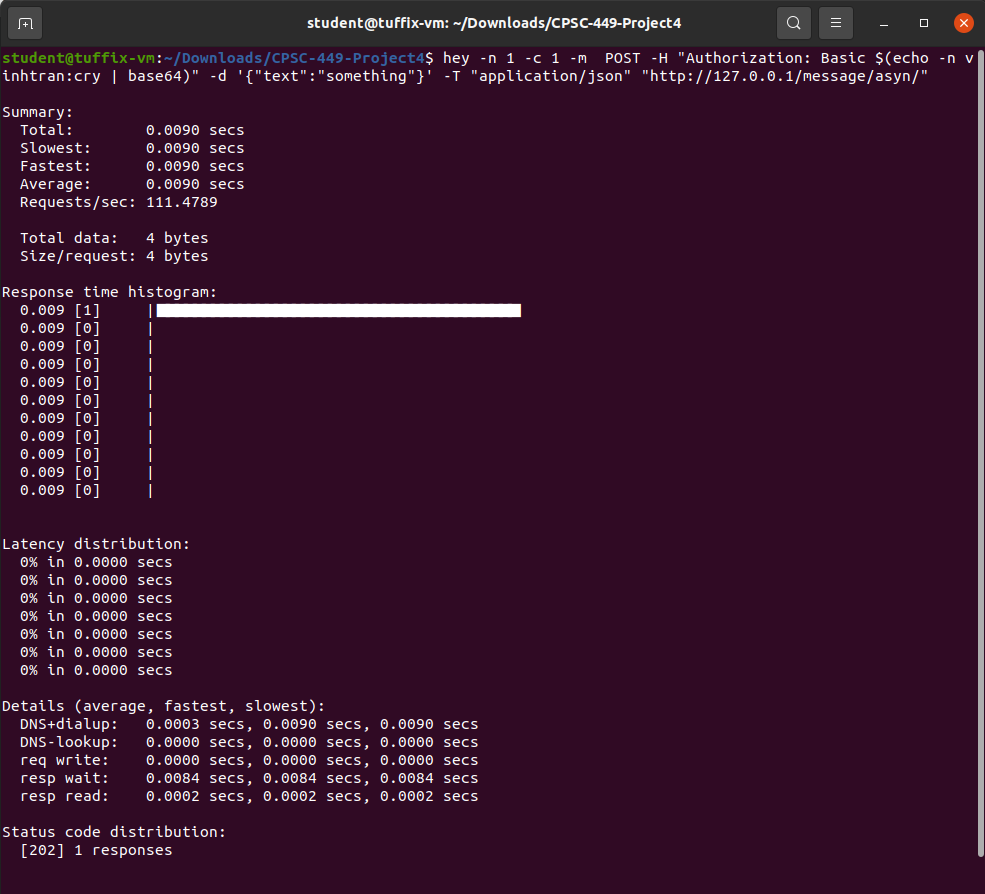 student@tuffix-vm: ~/Downloads/CPSC-449-Project4
student@tuffix-vm:~/Downloads/CPSC-449-Project4$ hey -n 1 -c 1 -m  POST -H "Authorization: Basic $(echo -n v
inhtran:cry | base64)" -d '{"text":"something"}' -T "application/json" "http://127.0.0.1/message/asyn/"
Summary:
  Total:        0.0090 secs
  Slowest:      0.0090 secs
  Fastest:      0.0090 secs
  Average:      0.0090 secs
  Requests/sec: 111.4789
  Total data:   4 bytes
  Size/request: 4 bytes
Response time histogram:
  0.009 [1]     |■■■■■■■■■■■■■■■■■■■■■■■■■■■■■■■■■■■■■■■■
  0.009 [0]     |
  0.009 [0]     |
  0.009 [0]     |
  0.009 [0]     |
  0.009 [0]     |
  0.009 [0]     |
  0.009 [0]     |
  0.009 [0]     |
  0.009 [0]     |
  0.009 [0]     |
Latency distribution:
  0% in 0.0000 secs
  0% in 0.0000 secs
  0% in 0.0000 secs
  0% in 0.0000 secs
  0% in 0.0000 secs
  0% in 0.0000 secs
  0% in 0.0000 secs
Details (average, fastest, slowest):
  DNS+dialup:   0.0003 secs, 0.0090 secs, 0.0090 secs
  DNS-lookup:   0.0000 secs, 0.0000 secs, 0.0000 secs
  req write:    0.0000 secs, 0.0000 secs, 0.0000 secs
  resp wait:    0.0084 secs, 0.0084 secs, 0.0084 secs
  resp read:    0.0002 secs, 0.0002 secs, 0.0002 secs
Status code distribution:
  [202] 1 responses